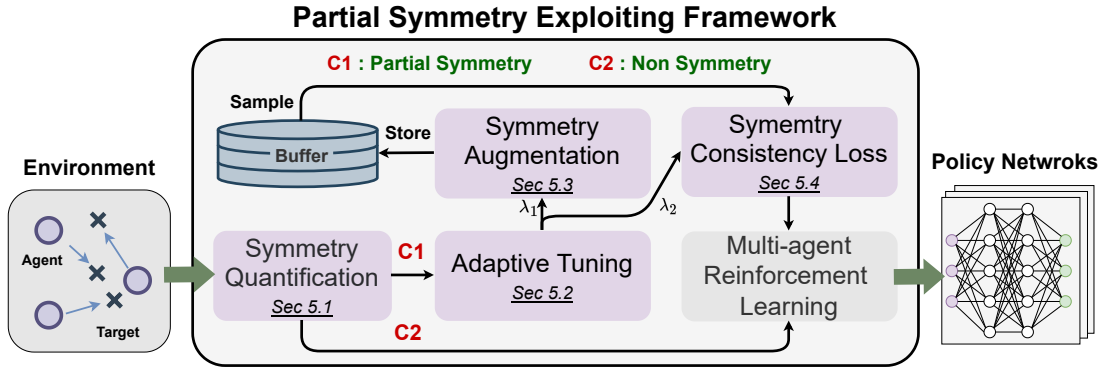 Partial Symmetry Exploiting Framework
C1 : Partial Symmetry
C2 : Non Symmetry
Sample
Store
Buffer
Symmetry
Augmentation
Sec 5.3
Symemtry
Consistency Loss
Sec 5.4
Environment
Agent
Target
Symmetry
Quantification
Sec 5.1
C1
C2
Adaptive Tuning
Sec 5.2
λ1
λ2
Multi-agent
Reinforcement
Learning
Policy Netwroks